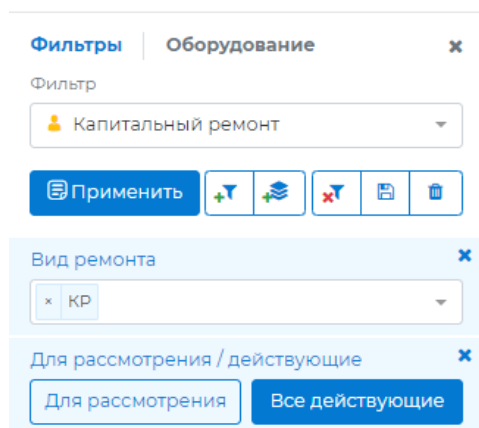 Фильтры Оборудование
Фильтр
Капитальный ремонт
Применить
Вид ремонта
× КР
Для рассмотрения / действующие
Для рассмотрения Все действующие